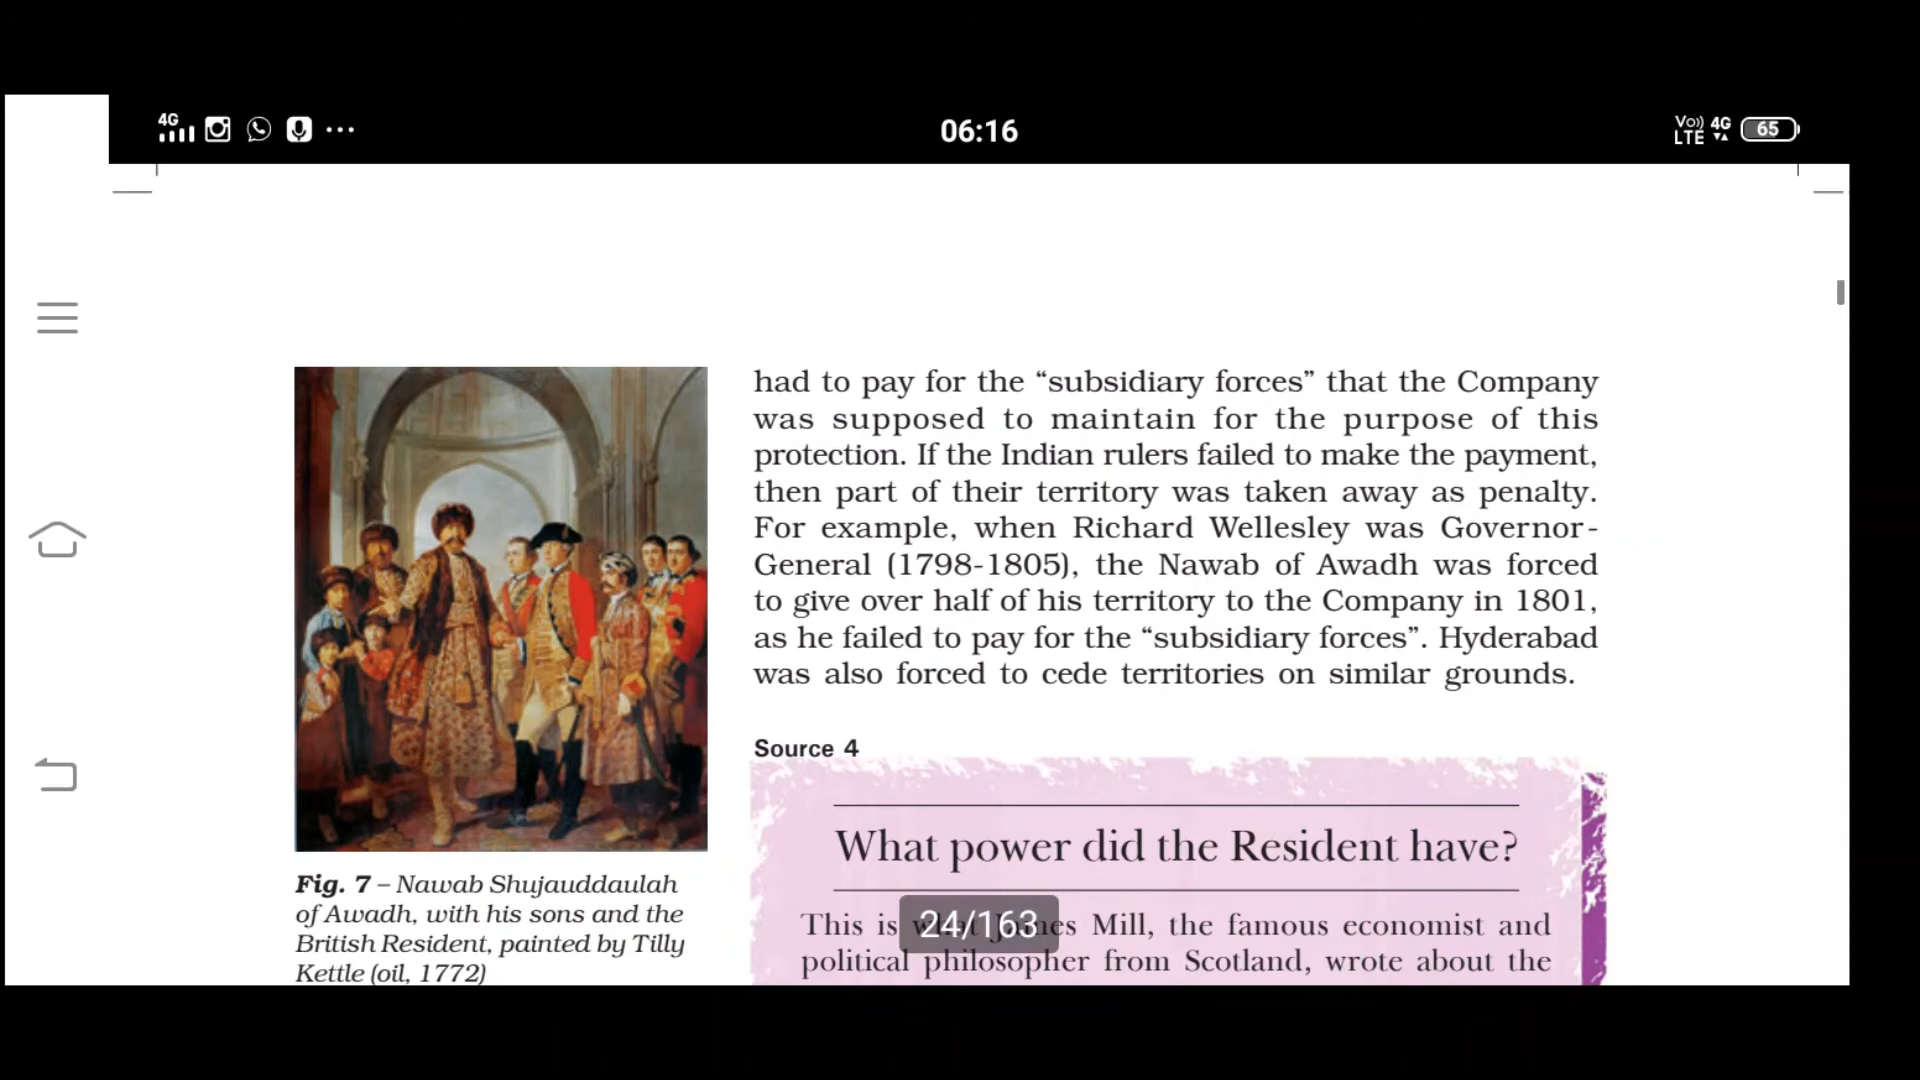 4G
06:16
Vo)) 4G
LTE
65
had to pay for the “subsidiary forces” that the Company
was supposed to maintain for the purpose of this
protection. If the Indian rulers failed to make the payment,
then part of their territory was taken away as penalty.
For example, when Richard Wellesley was Governor-
General (1798-1805), the Nawab of Awadh was forced
to give over half of his territory to the Company in 1801,
as he failed to pay for the “subsidiary forces”. Hyderabad
was also forced to cede territories on similar grounds.
Fig. 7 – Nawab Shujauddaulah
of Awadh, with his sons and the
British Resident, painted by Tilly
Kettle (oil, 1772)
Source 4
What power did the Resident have?
This is what James Mill, the famous economist and
political philosopher from Scotland, wrote about the
24/163